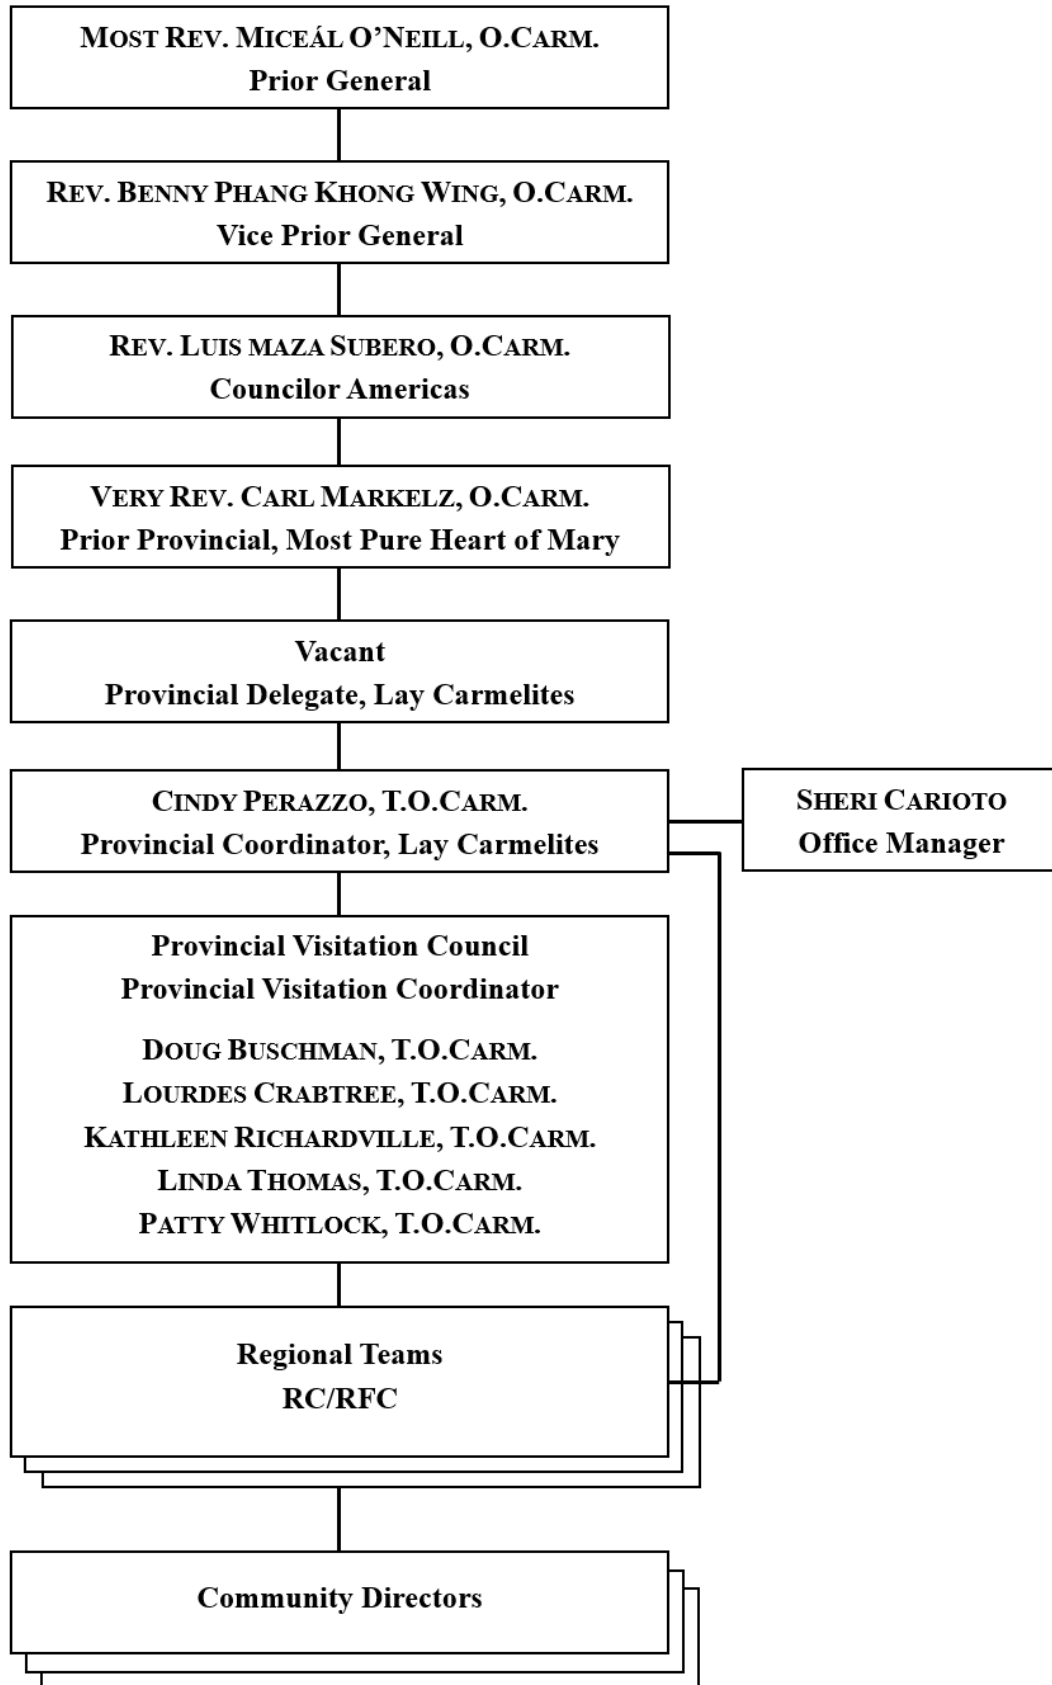 MOST REV. MICEÁL O’NEILL, O.CARM.
Prior General
REV. BENNY PHANG KHONG WING, O.CARM.
Vice Prior General
REV. LUIS MAZA SUBERO, O.CARM.
Councilor Americas
VERY REV. CARL MARKELZ, O.CARM.
Prior Provincial, Most Pure Heart of Mary
Vacant
Provincial Delegate, Lay Carmelites
CINDY PERAZZO, T.O.CARM.
Provincial Coordinator, Lay Carmelites
SHERI CARIOTO
Office Manager
Provincial Visitation Council
Provincial Visitation Coordinator
DOUG BUSCHMAN, T.O.CARM.
LOURDES CRABTREE, T.O.CARM.
KATHLEEN RICHARDVILLE, T.O.CARM.
LINDA THOMAS, T.O.CARM.
PATTY WHITLOCK, T.O.CARM.
Regional Teams
RC/RFC
Community Directors